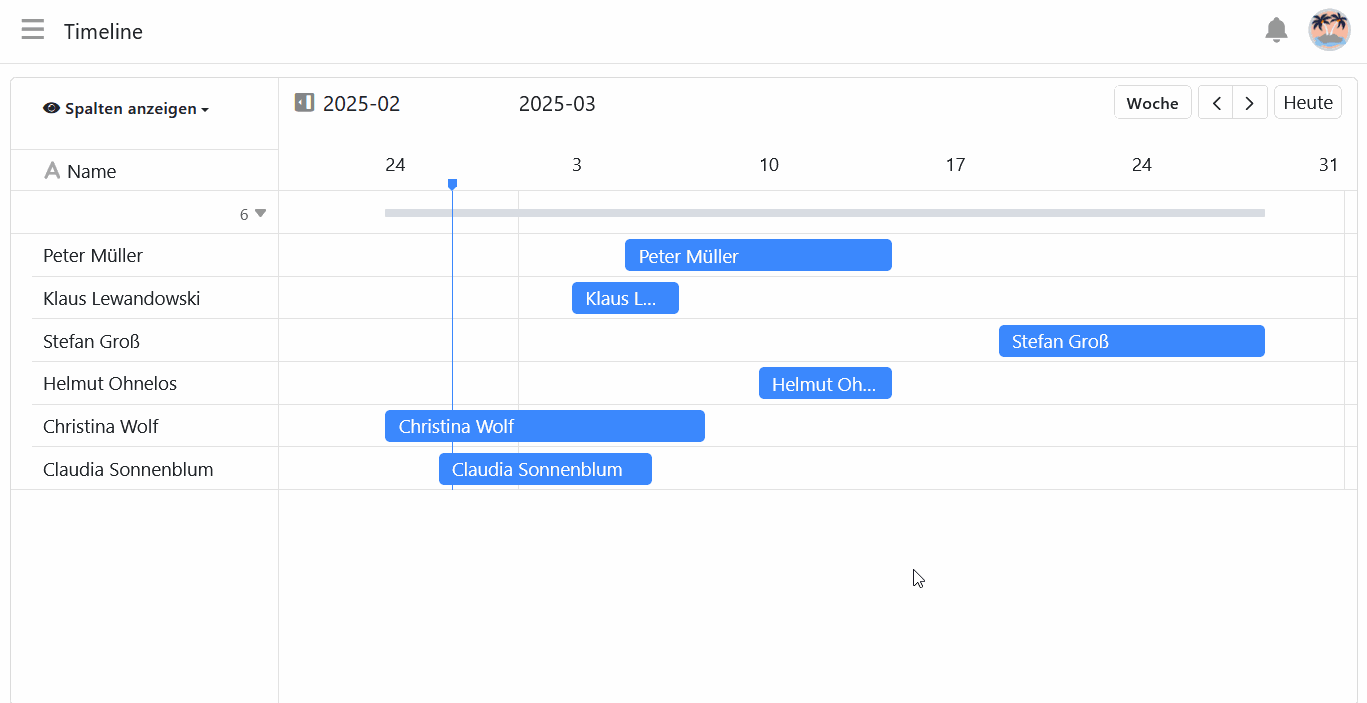 Timeline
Spalten anzeigen
2025-02 2025-03 Woche Heute
24 3 10 17 24 31
Name
6
Peter Müller Peter Müller
Klaus Lewandowski Klaus L...
Stefan Groß Stefan Groß
Helmut Ohnelos Helmut Oh...
Christina Wolf Christina Wolf
Claudia Sonnenblum Claudia Sonnenblum